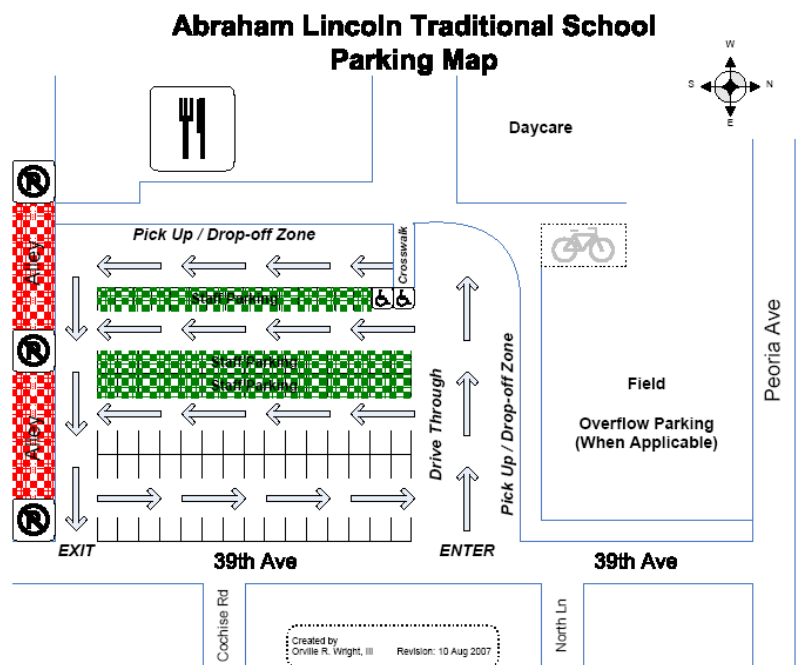 Abraham Lincoln Traditional School
Parking Map
W
S
N
E
Daycare
Pick Up / Drop-off Zone
Crosswalk
Alley
Staff Parking
Staff Parking
Staff Parking
Alley
Drive Through
Pick Up / Drop-off Zone
Field
Overflow Parking
(When Applicable)
Peoria Ave
EXIT
ENTER
39th Ave
39th Ave
Cochise Rd
North Ln
Created by
Orville R. Wright, III Revision: 10 Aug 2007